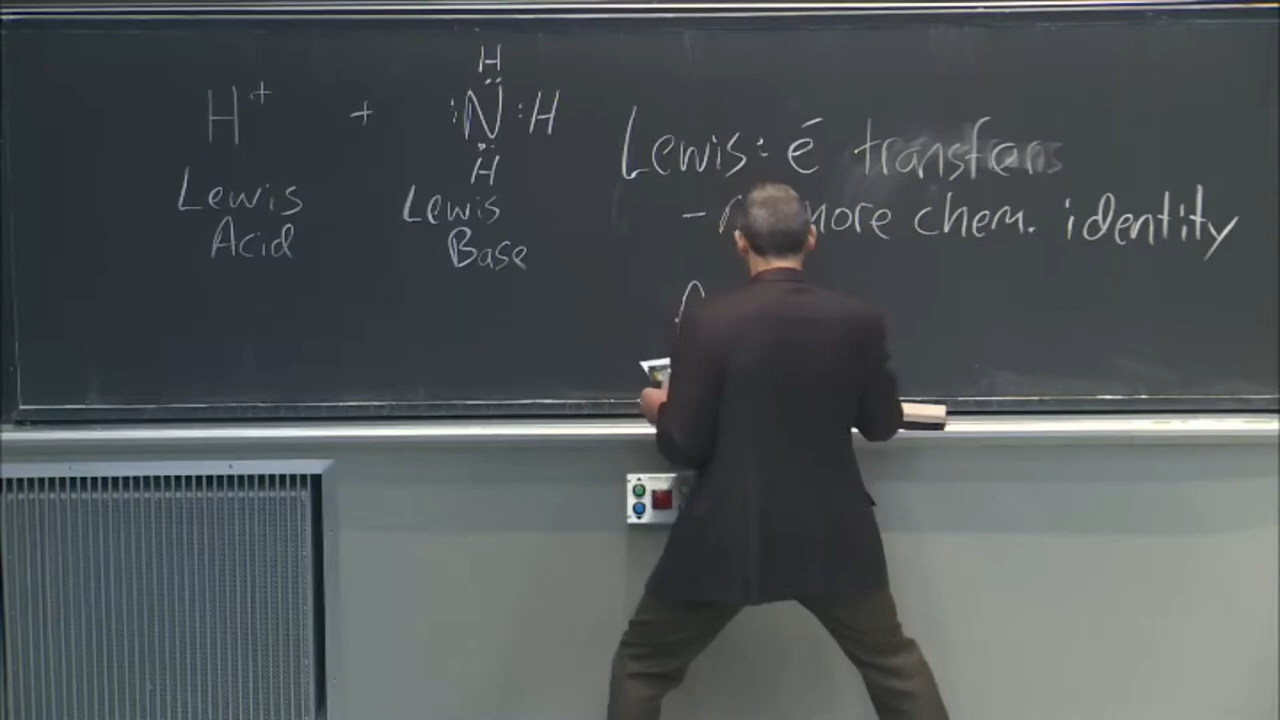 H
H⁺ + :N:H
H
Lewis Acid
Lewis Base
Lewis: é transfers
- more chem. identity